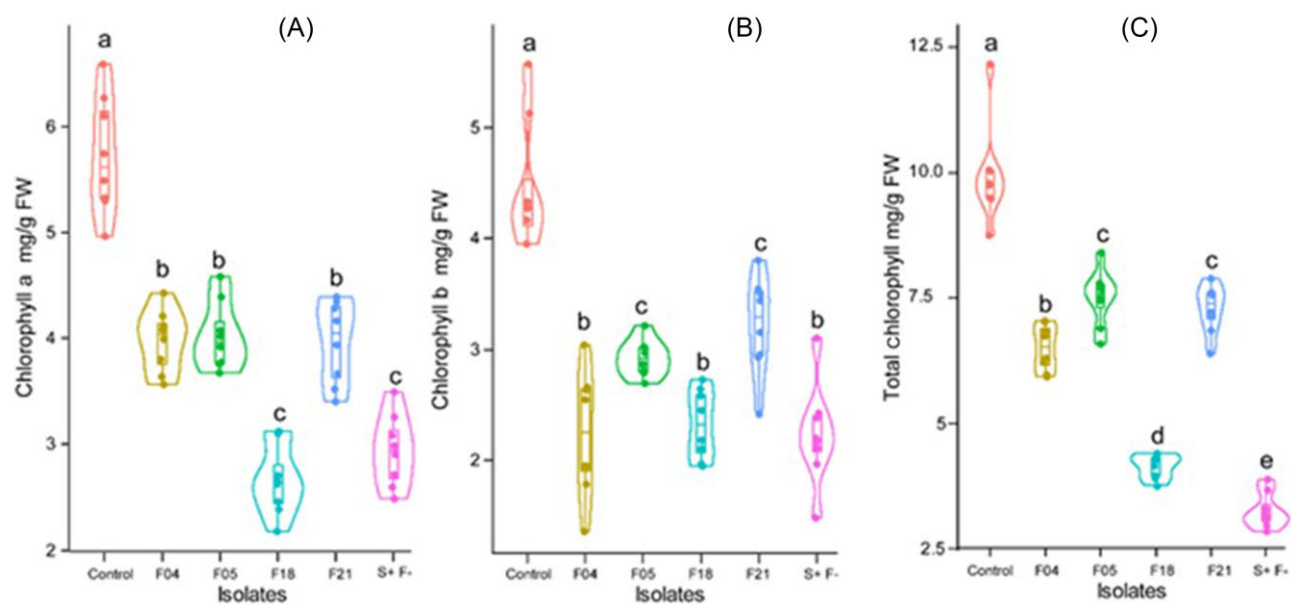 (A)
a
b
b
c
b
c
6
5
4
3
2
Chlorophyll a mg/g FW
Control F04 F05 F18 F21 S+ F-
Isolates
(B)
a
b
c
b
c
b
5
4
3
2
Chlorophyll b mg/g FW
Control F04 F05 F18 F21 S+ F-
Isolates
(C)
a
b
c
d
c
e
12.5
10.0
7.5
5
2.5
Total chlorophyll mg/g FW
Control F04 F05 F18 F21 S+ F-
Isolates